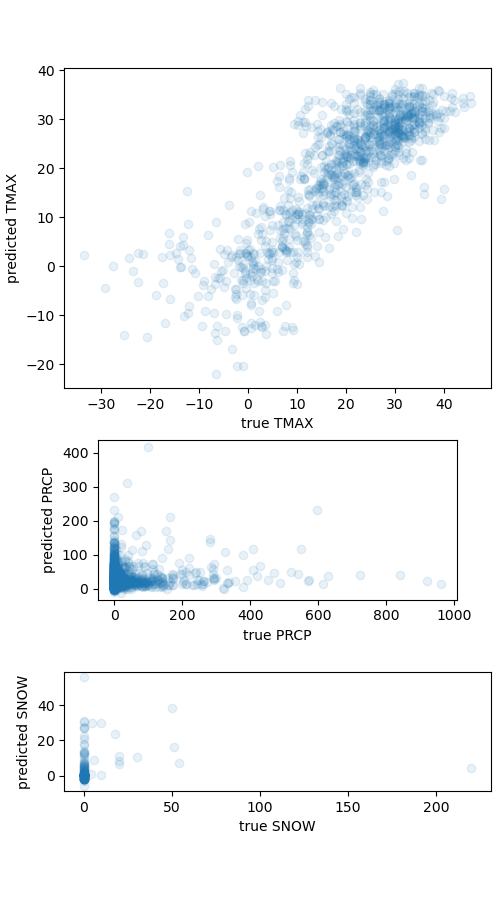 40
30
20
10
0
−10
−20
predicted TMAX
−30 −20 −10 0 10 20 30 40
true TMAX
400
300
200
100
0
predicted PRCP
0 200 400 600 800 1000
true PRCP
40
20
0
predicted SNOW
0 50 100 150 200
true SNOW